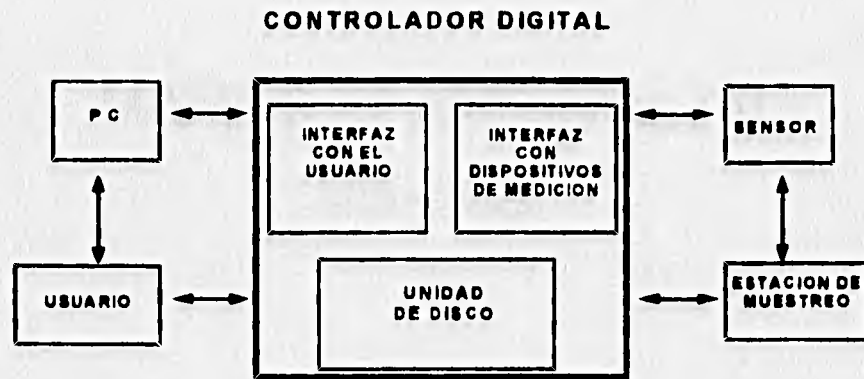 CONTROLADOR DIGITAL
PC
INTERFAZ
CON EL
USUARIO
INTERFAZ
CON
DISPOSITIVOS
DE MEDICION
SENSOR
USUARIO
UNIDAD
DE DISCO
ESTACION DE
MUESTREO